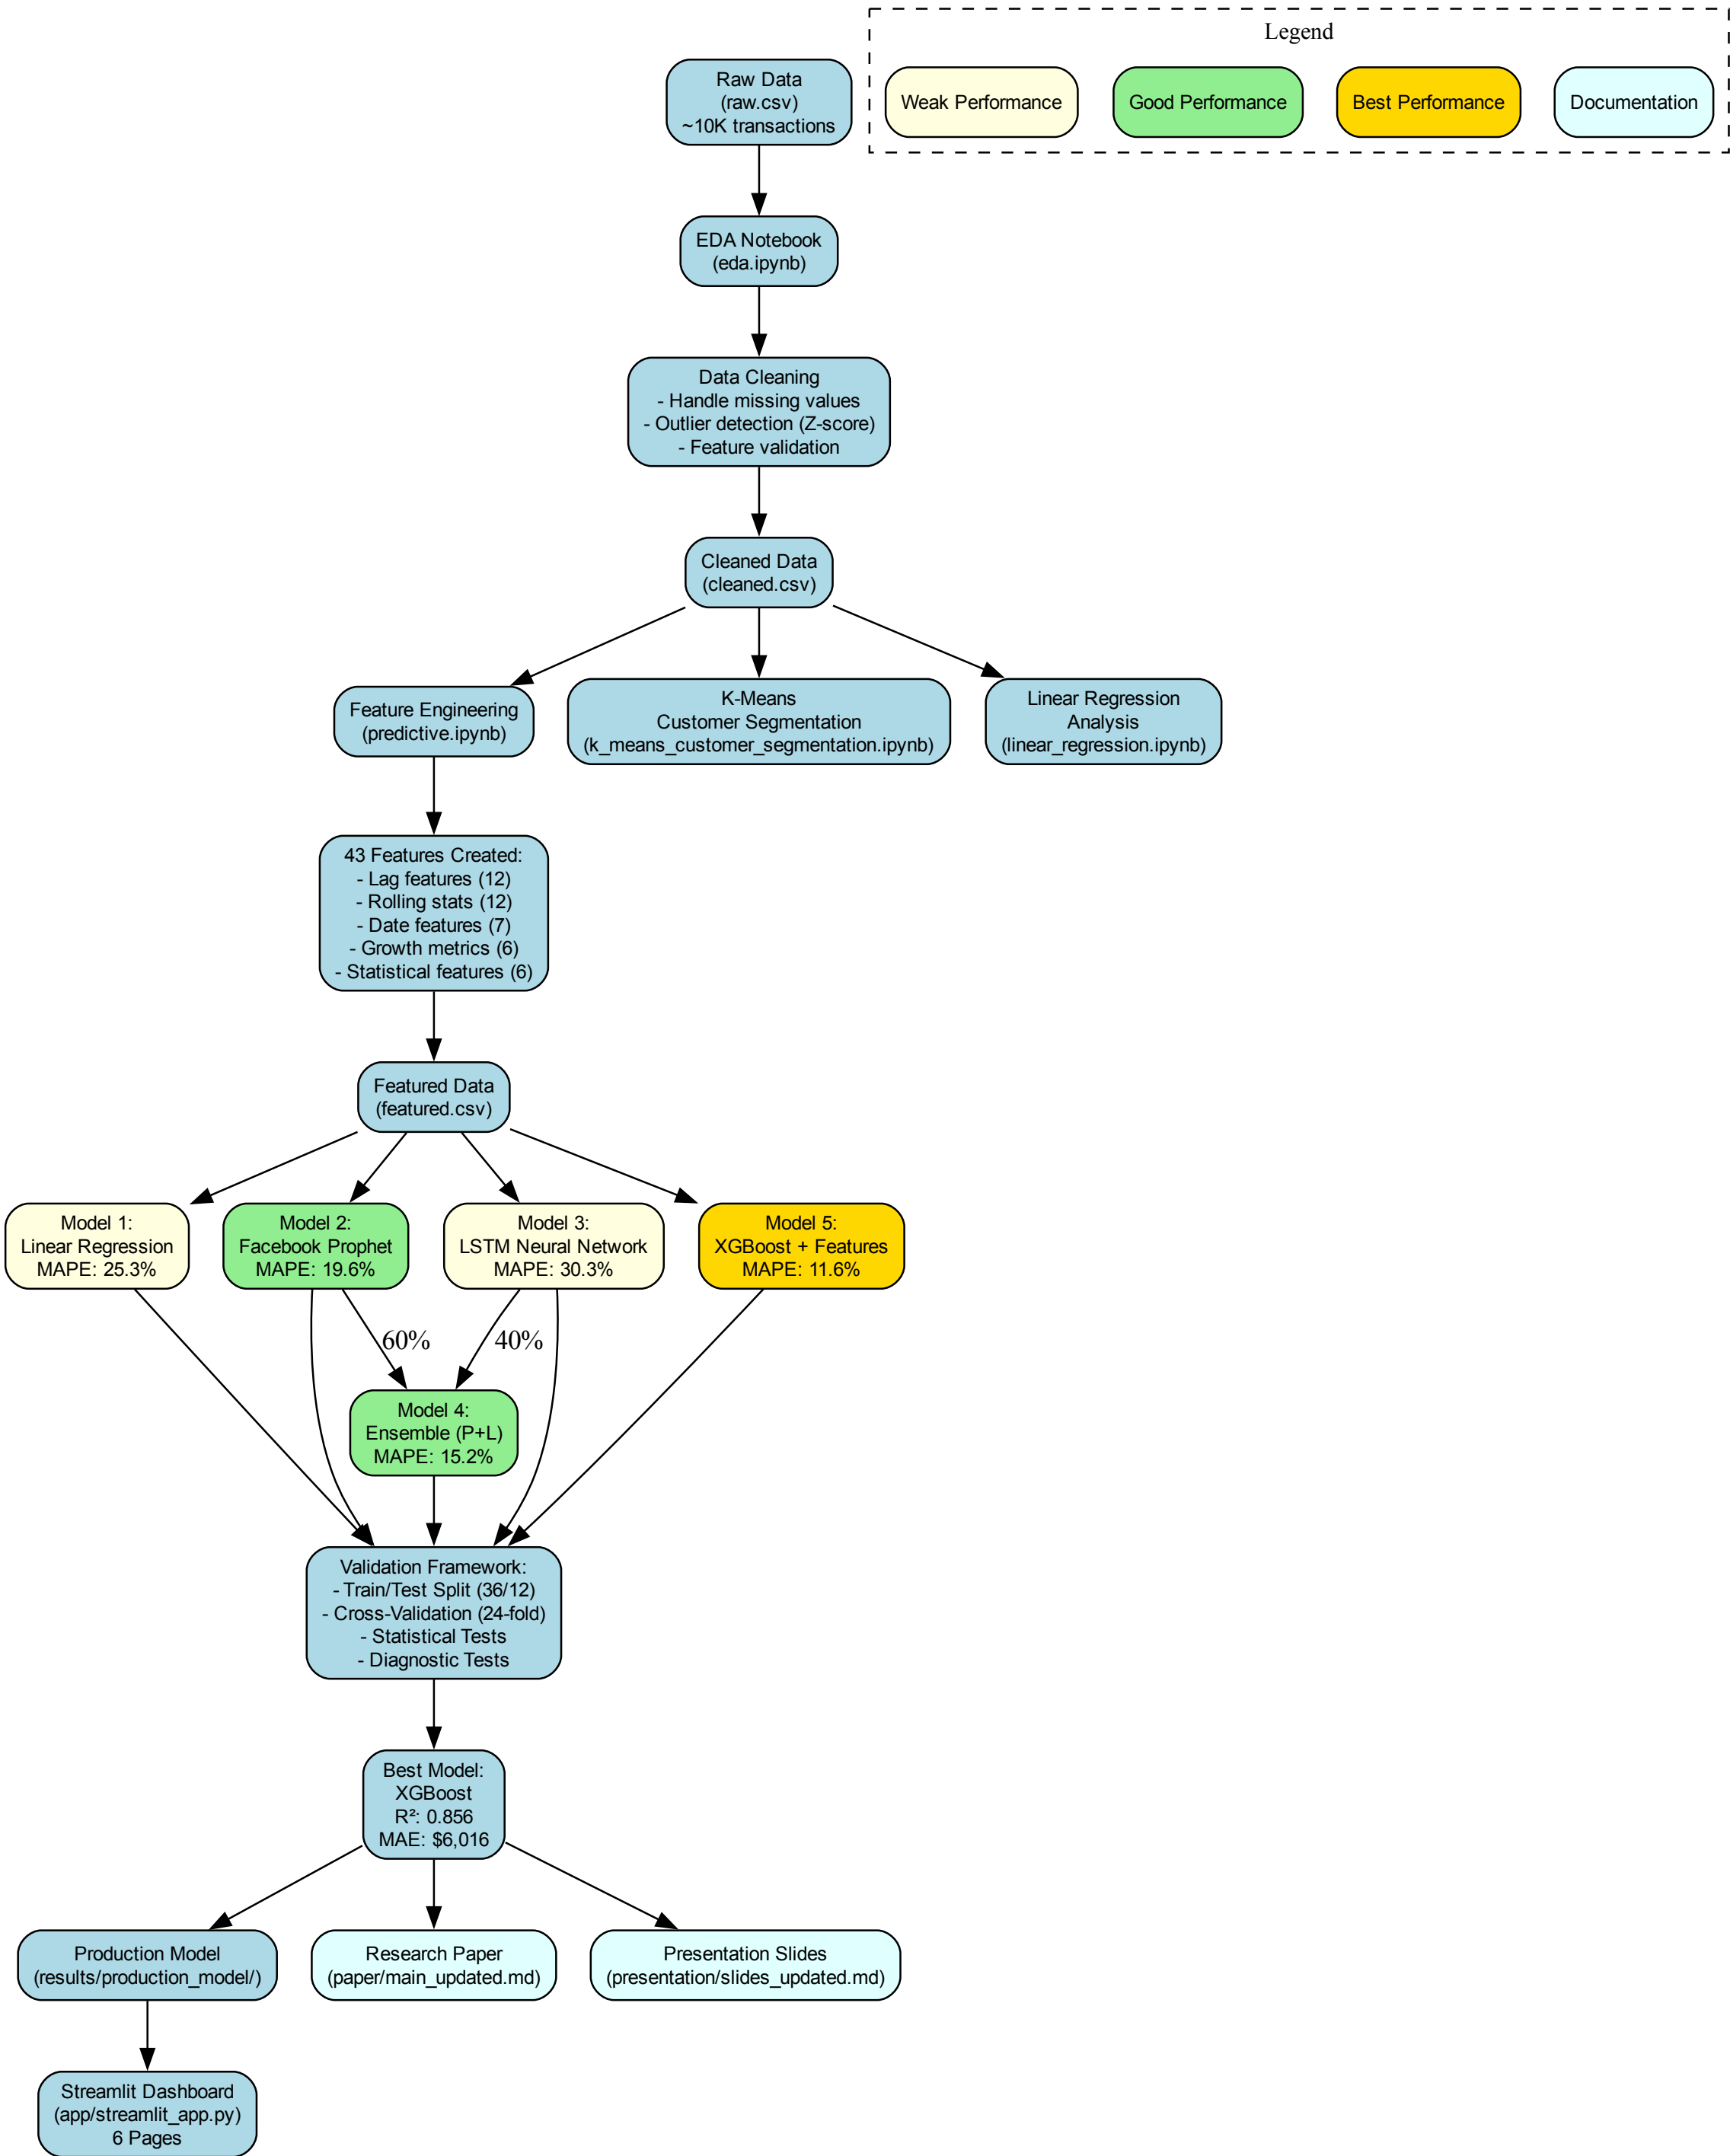 Legend
Weak Performance
Good Performance
Best Performance
Documentation
Raw Data
(raw.csv)
~10K transactions
EDA Notebook
(eda.ipynb)
Data Cleaning
- Handle missing values
- Outlier detection (Z-score)
- Feature validation
Cleaned Data
(cleaned.csv)
Feature Engineering
(predictive.ipynb)
K-Means
Customer Segmentation
(k_means_customer_segmentation.ipynb)
Linear Regression
Analysis
(linear_regression.ipynb)
43 Features Created:
- Lag features (12)
- Rolling stats (12)
- Date features (7)
- Growth metrics (6)
- Statistical features (6)
Featured Data
(featured.csv)
Model 1:
Linear Regression
MAPE: 25.3%
Model 2:
Facebook Prophet
MAPE: 19.6%
Model 3:
LSTM Neural Network
MAPE: 30.3%
Model 5:
XGBoost + Features
MAPE: 11.6%
60%
40%
Model 4:
Ensemble (P+L)
MAPE: 15.2%
Validation Framework:
- Train/Test Split (36/12)
- Cross-Validation (24-fold)
- Statistical Tests
- Diagnostic Tests
Best Model:
XGBoost
R²: 0.856
MAE: $6,016
Production Model
(results/production_model/)
Research Paper
(paper/main_updated.md)
Presentation Slides
(presentation/slides_updated.md)
Streamlit Dashboard
(app/streamlit_app.py)
6 Pages